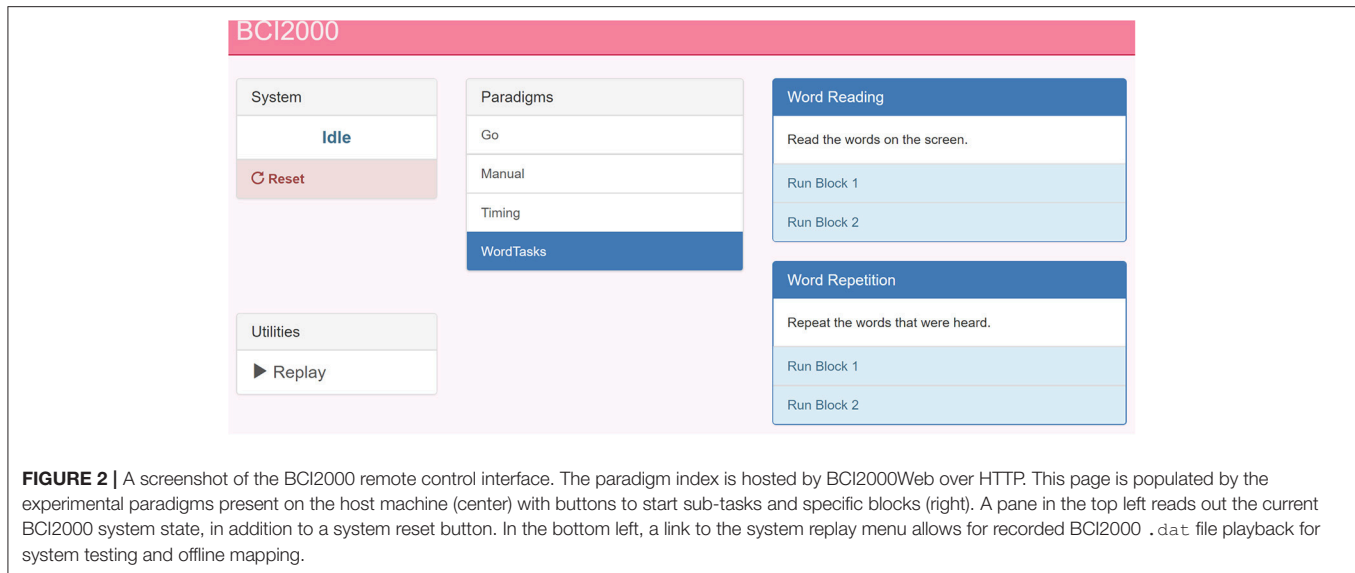 BCI2000
System
Idle
Reset
Utilities
Replay
Paradigms
Go
Manual
Timing
WordTasks
Word Reading
Read the words on the screen.
Run Block 1
Run Block 2
Word Repetition
Repeat the words that were heard.
Run Block 1
Run Block 2
FIGURE 2 | A screenshot of the BCI2000 remote control interface. The paradigm index is hosted by BCI2000Web over HTTP. This page is populated by the
experimental paradigms present on the host machine (center) with buttons to start sub-tasks and specific blocks (right). A pane in the top left reads out the current
BCI2000 system state, in addition to a system reset button. In the bottom left, a link to the system replay menu allows for recorded BCI2000 .dat file playback for
system testing and offline mapping.